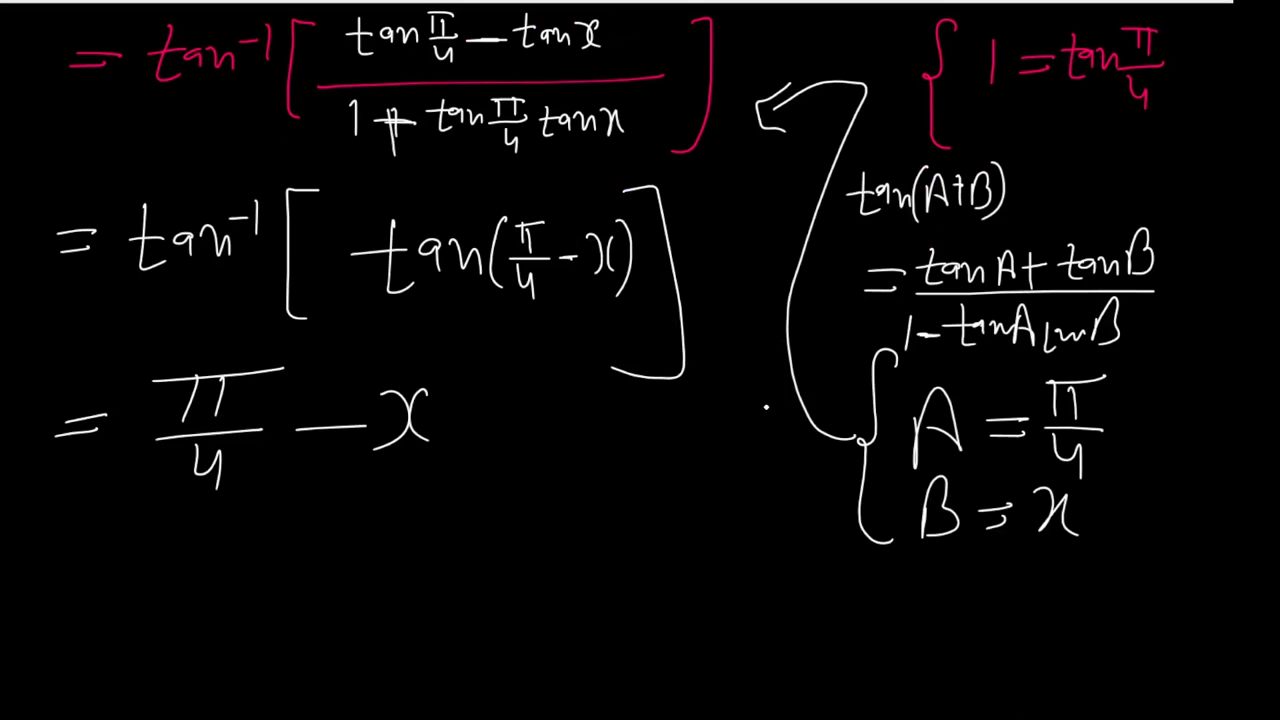 = tan⁻¹[ (tan π/4 − tan x) / (1 + tan π/4 tan x) ]
{ 1 = tan π/4
= tan⁻¹[ tan(π/4 − x) ]
= π/4 − x
tan(A+B)
= (tan A + tan B) / (1 − tan A tan B)
{ A = π/4
B = x